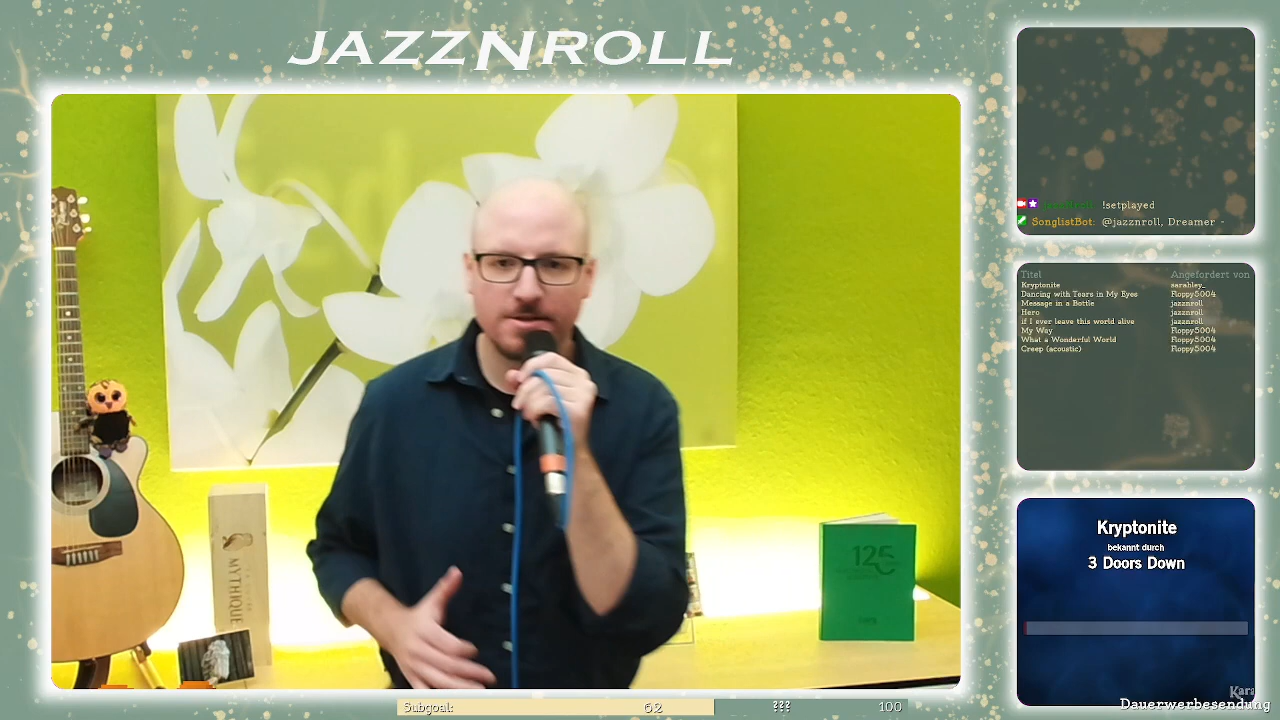 JAZZNROLL
!setplayed
SonglistBot: @jazznroll, Dreamer -
Titel Angefordert von
Kryptonite sarahley_
Dancing with Tears in My Eyes Floppy5004
Message in a Bottle jazznroll
Hero jazznroll
if I ever leave this world alive jazznroll
My Way Floppy5004
What a Wonderful World Floppy5004
Creep (acoustic) Floppy5004
MYTHIQUE
125
Kryptonite
bekannt durch
3 Doors Down
Kara
Dauerwerbesendung
Subgoal: 62 ??? 100